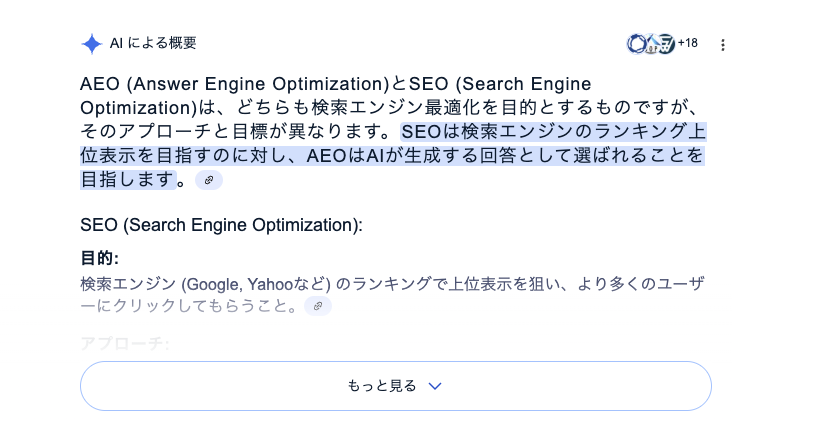 AI による概要
+18
AEO (Answer Engine Optimization)とSEO (Search Engine
Optimization)は、どちらも検索エンジン最適化を目的とするものですが、
そのアプローチと目標が異なります。SEOは検索エンジンのランキング上
位表示を目指すのに対し、AEOはAIが生成する回答として選ばれることを
目指します。
SEO (Search Engine Optimization):
目的:
検索エンジン (Google, Yahooなど) のランキングで上位表示を狙い、より多くのユーザ
ーにクリックしてもらうこと。
アプローチ:
もっと見る